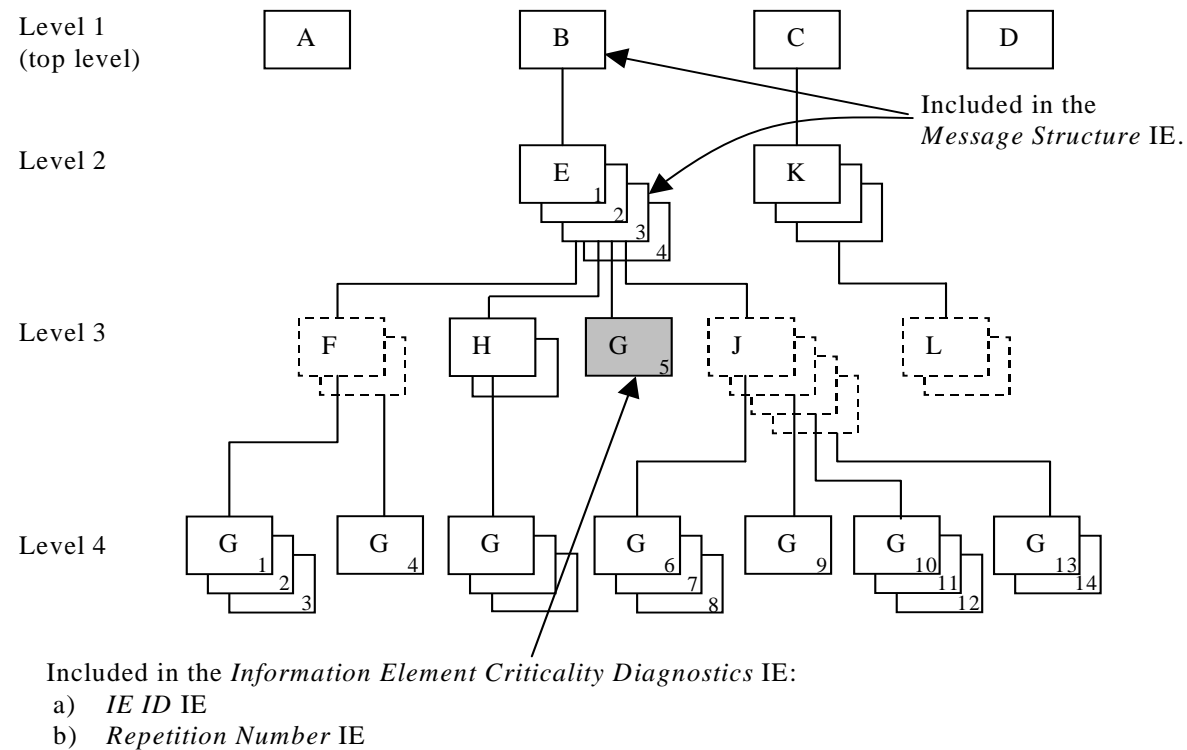 Level 1
(top level)
A
B
C
D
Included in the
Message Structure IE.
Level 2
E
1
2
3
4
K
Level 3
F
H
G
5
J
L
Level 4
G
1
2
3
G
4
G
G
6
7
8
G
9
G
10
11
12
G
13
14
Included in the Information Element Criticality Diagnostics IE:
a) IE ID IE
b) Repetition Number IE